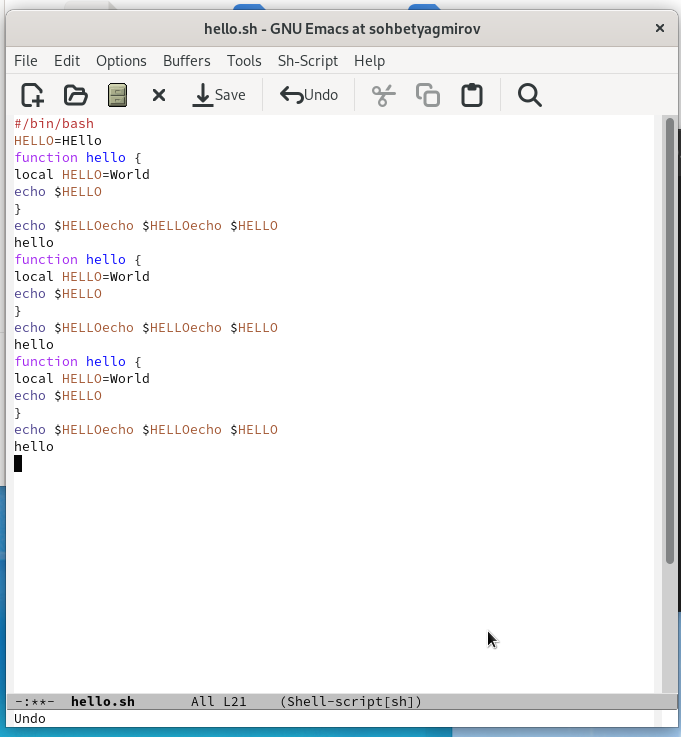 hello.sh - GNU Emacs at sohbetyagmirov
File Edit Options Buffers Tools Sh-Script Help
Save Undo
#/bin/bash
HELLO=HEllo
function hello {
local HELLO=World
echo $HELLO
}
echo $HELLOecho $HELLOecho $HELLO
hello
function hello {
local HELLO=World
echo $HELLO
}
echo $HELLOecho $HELLOecho $HELLO
hello
function hello {
local HELLO=World
echo $HELLO
}
echo $HELLOecho $HELLOecho $HELLO
hello
-:**- hello.sh All L21 (Shell-script[sh])
Undo